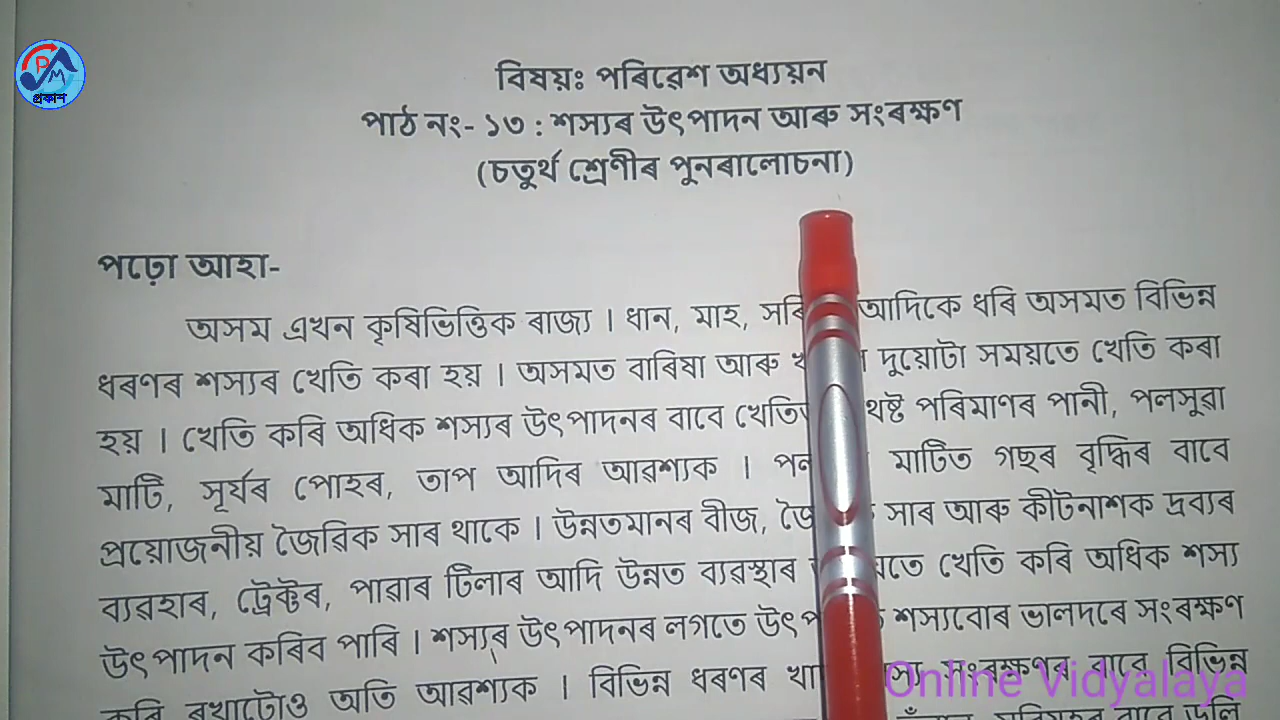 প্ৰকাশ
বিষয়ঃ পৰিৱেশ অধ্যয়ন
পাঠ নং- ১৩ : শস্যৰ উৎপাদন আৰু সংৰক্ষণ
(চতুৰ্থ শ্ৰেণীৰ পুনৰালোচনা)
পঢ়ো আহা-
অসম এখন কৃষিভিত্তিক ৰাজ্য । ধান, মাহ, আদিকে ধৰি অসমত বিভিন্ন
ধৰণৰ শস্যৰ খেতি কৰা হয় । অসমত বাৰিষা আৰু দুয়োটা সময়তে খেতি কৰা
হয় । খেতি কৰি অধিক শস্যৰ উৎপাদনৰ বাবে পৰিমাণৰ পানী, পলসুৱা
মাটি, সূৰ্যৰ পোহৰ, তাপ আদিৰ আৱশ্যক । মাটিত গছৰ বৃদ্ধিৰ বাবে
প্ৰয়োজনীয় জৈৱিক সাৰ থাকে । উন্নতমানৰ বীজ, সাৰ আৰু কীটনাশক দ্ৰব্যৰ
ব্যৱহাৰ, ট্ৰেক্টৰ, পাৱাৰ টিলাৰ আদি উন্নত ব্যৱস্থাৰ খেতি কৰি অধিক শস্য
উৎপাদন কৰিব পাৰি । শস্যৰ উৎপাদনৰ লগতে শস্যবোৰ ভালদৰে সংৰক্ষণ
কৰি ৰখাটোও অতি আৱশ্যক । বিভিন্ন ধৰণৰ সংৰক্ষণৰ বাবে বিভিন্ন
Online Vidyalaya